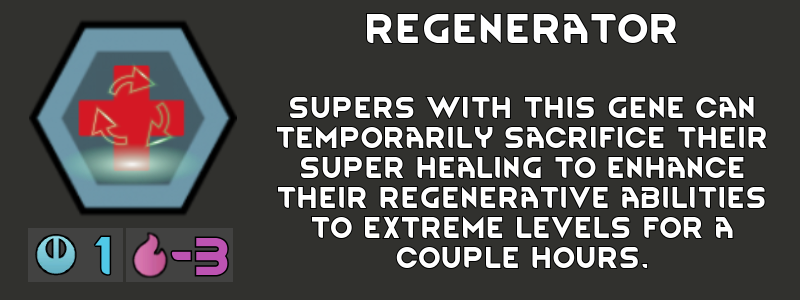 REGENERATOR
SUPERS WITH THIS GENE CAN
TEMPORARILY SACRIFICE THEIR
SUPER HEALING TO ENHANCE
THEIR REGENERATIVE ABILITIES
TO EXTREME LEVELS FOR A
COUPLE HOURS.
1 -3